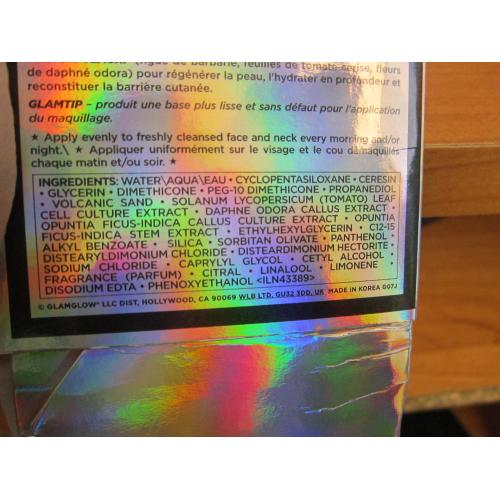 (figue de barbarie, feuilles de tomate cerise, fleurs
de daphné odora) pour régénérer la peau, l'hydrater en profondeur et
reconstituer la barrière cutanée.
GLAMTIP – produit une base plus lisse et sans défaut pour l'application
du maquillage.
★ Apply evenly to freshly cleansed face and neck every morning and/or
night.\ ★ Appliquer uniformément sur le visage et le cou démaquillés
chaque matin et/ou soir. ★
INGREDIENTS: WATER\AQUA\EAU • CYCLOPENTASILOXANE • CERESIN
• GLYCERIN • DIMETHICONE • PEG-10 DIMETHICONE • PROPANEDIOL
• VOLCANIC SAND • SOLANUM LYCOPERSICUM (TOMATO) LEAF
CELL CULTURE EXTRACT • DAPHNE ODORA CALLUS EXTRACT •
OPUNTIA FICUS-INDICA CALLUS CULTURE EXTRACT • OPUNTIA
FICUS-INDICA STEM EXTRACT • ETHYLHEXYLGLYCERIN • C12-15
ALKYL BENZOATE • SILICA • SORBITAN OLIVATE • PANTHENOL •
DISTEARYLDIMONIUM CHLORIDE • DISTEARDIMONIUM HECTORITE •
SODIUM CHLORIDE • CAPRYLYL GLYCOL • CETYL ALCOHOL •
FRAGRANCE (PARFUM) • CITRAL • LINALOOL • LIMONENE •
DISODIUM EDTA • PHENOXYETHANOL <ILN43389>
© GLAMGLOW® LLC DIST, HOLLYWOOD, CA 90069 WLB LTD, GU32 3DD, UK MADE IN KOREA G07J